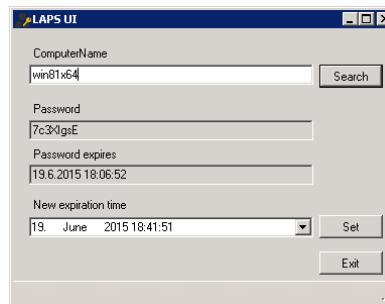 LAPS UI
ComputerName
win81x64
Search
Password
7c3XIgsE
Password expires
19.6.2015 18:06:52
New expiration time
19. June 2015 18:41:51
Set
Exit